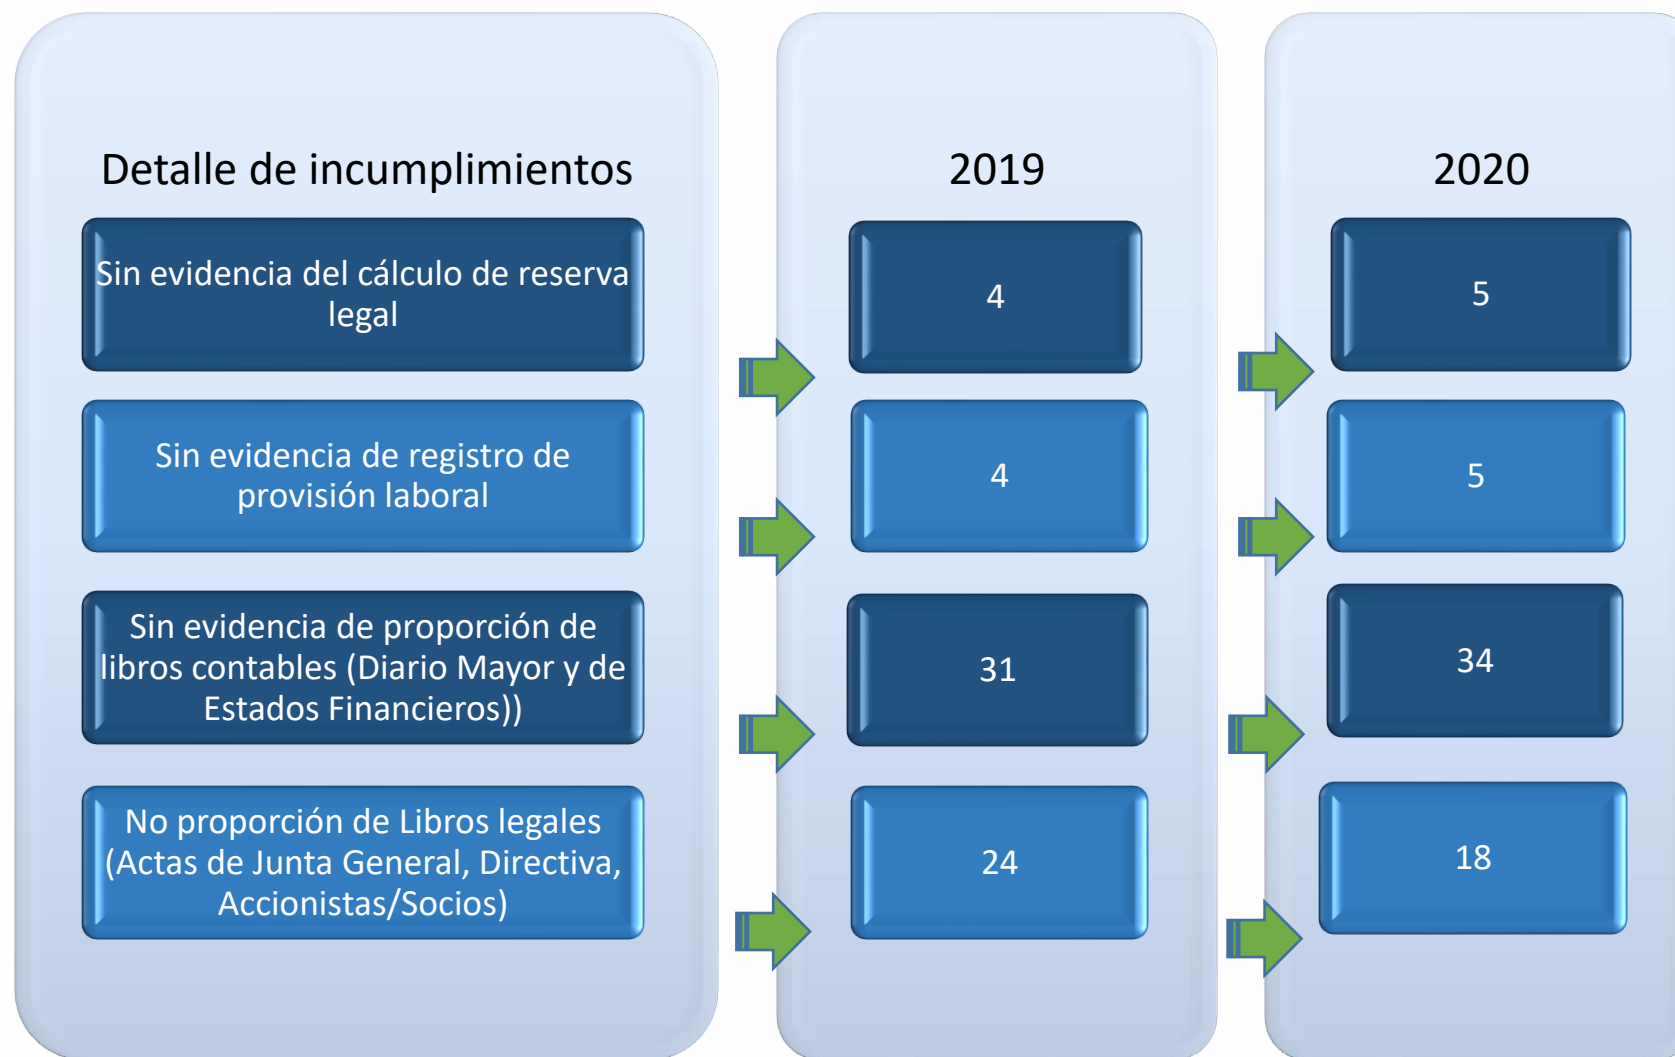 Detalle de incumplimientos
2019
2020
Sin evidencia del cálculo de reserva
legal
4
5
Sin evidencia de registro de
provisión laboral
4
5
Sin evidencia de proporción de
libros contables (Diario Mayor y de
Estados Financieros))
31
34
No proporción de Libros legales
(Actas de Junta General, Directiva,
Accionistas/Socios)
24
18